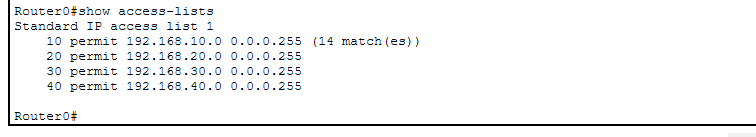 Router0#show access-lists
Standard IP access list 1
    10 permit 192.168.10.0 0.0.0.255 (14 match(es))
    20 permit 192.168.20.0 0.0.0.255
    30 permit 192.168.30.0 0.0.0.255
    40 permit 192.168.40.0 0.0.0.255
Router0#